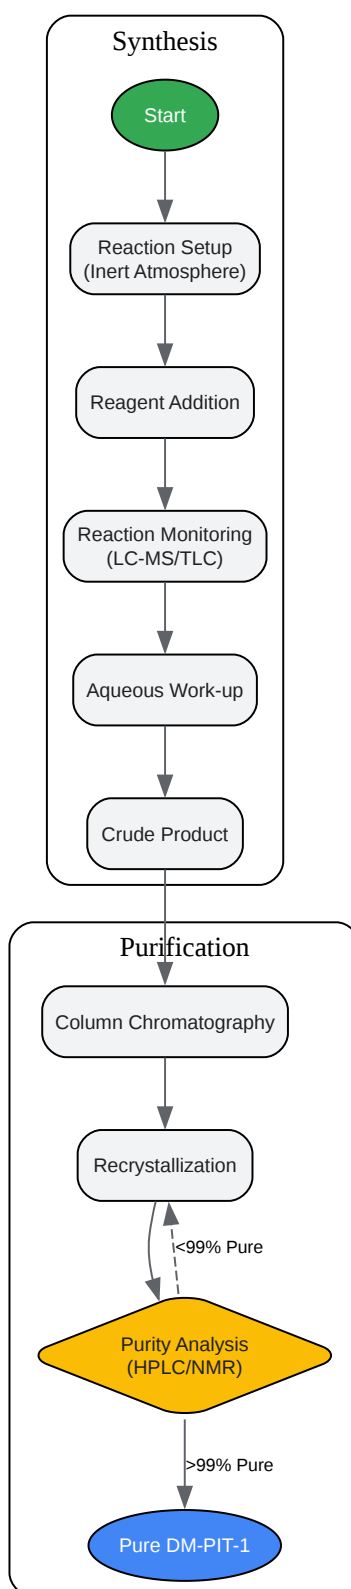 Synthesis
Start
Reaction Setup
(Inert Atmosphere)
Reagent Addition
Reaction Monitoring
(LC-MS/TLC)
Aqueous Work-up
Crude Product
Purification
Column Chromatography
Recrystallization
<99% Pure
Purity Analysis
(HPLC/NMR)
>99% Pure
Pure DM-PIT-1